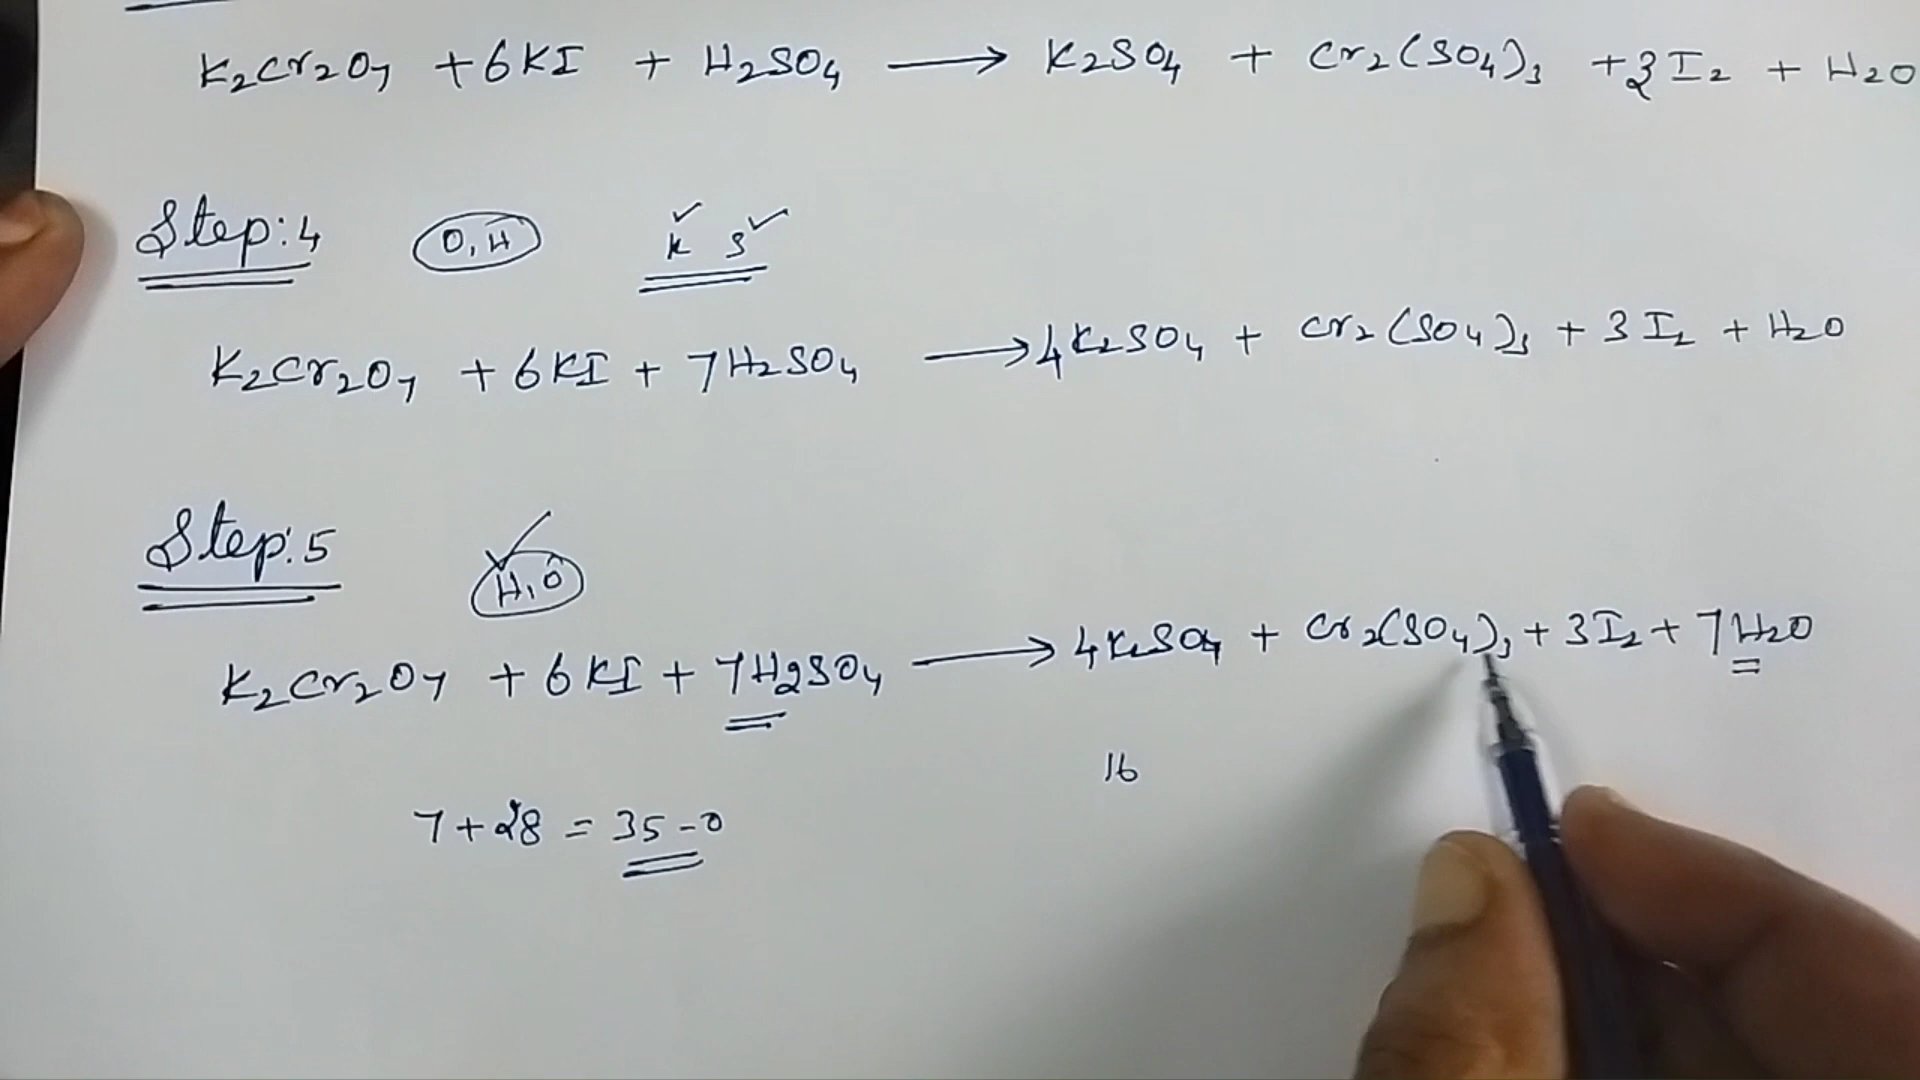 K₂Cr₂O₇ + 6KI + H₂SO₄ ⟶ K₂SO₄ + Cr₂(SO₄)₃ + 3I₂ + H₂O
Step:4 O,H K ✓ S ✓
K₂Cr₂O₇ + 6KI + 7H₂SO₄ ⟶ 4K₂SO₄ + Cr₂(SO₄)₃ + 3I₂ + H₂O
Step:5 ✓ H,O
K₂Cr₂O₇ + 6KI + 7H₂SO₄ ⟶ 4K₂SO₄ + Cr₂(SO₄)₃ + 3I₂ + 7H₂O
16
7+28 = 35-O